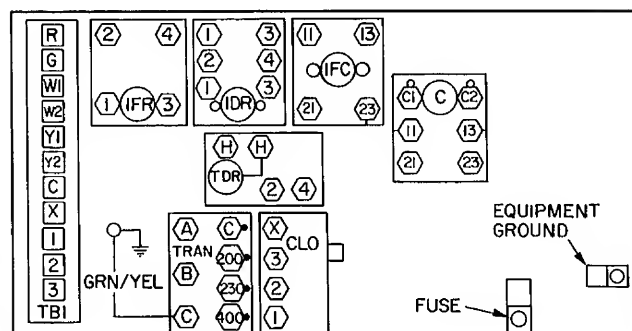 R
G
W1
W2
Y1
Y2
C
X
1
2
3
TB1
2 4
1 IFR 3
1 3
2 4
1 3
IDR
11 13
IFC
21 23
C1 C C2
11 13
21 23
H H
TDR
2 4
GRN/YEL
A C
TRAN 200
B 230
C 400
X CLO
3
2
1
EQUIPMENT
GROUND
FUSE